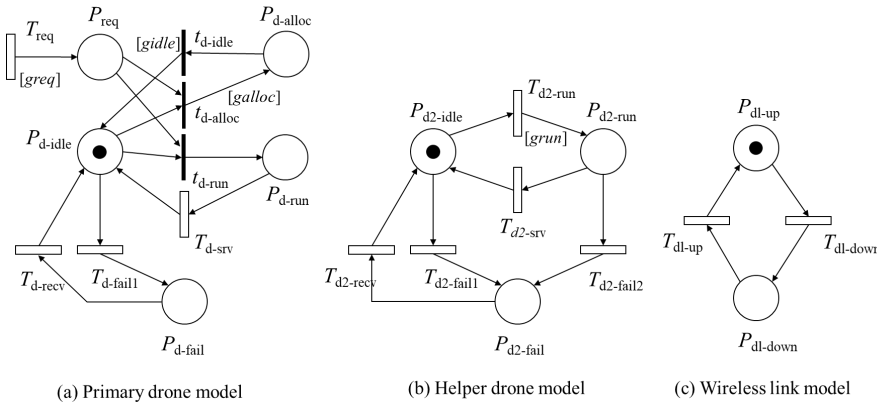 T_req
[greq]
P_req
[gidle]
t_d-idle
P_d-alloc
[galloc]
t_d-alloc
P_d-idle
t_d-run
P_d-run
T_d-srv
T_d-recv
T_d-fail1
P_d-fail
(a) Primary drone model
P_d2-idle
T_d2-run
[grun]
P_d2-run
T_d2-srv
T_d2-recv
T_d2-fail1
T_d2-fail2
P_d2-fail
(b) Helper drone model
P_dl-up
T_dl-up
T_dl-down
P_dl-down
(c) Wireless link model